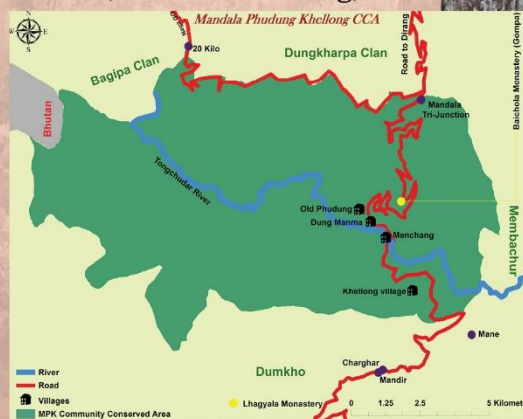 Mandala Phudung Khellong CCA
20 Kilo
Dungkharpa Clan
Road to Dirang
Bagipa Clan
Mandala
Tri-Junction
Baichola Monastery (Gompa)
Bhutan
Tongchudar River
Old Phudung
Dung Manma
Monchang
Membachur
Khellong village
Mane
Charghar
Mandir
Dumkho
River
Road
Villages
MPK Community Conserved Area
Lhagyala Monastery
0 1.25 2.5 5 Kilomet